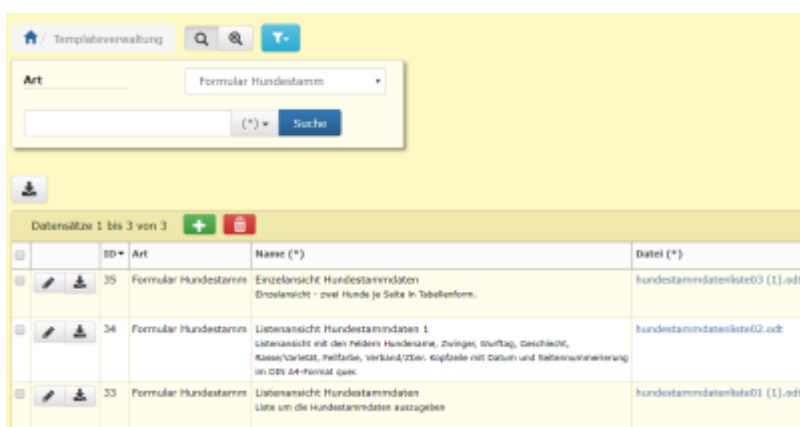 / Templateverwaltung
Art
Formular Hundestamm
(*)
Suche
Datensätze 1 bis 3 von 3
ID Art Name (*) Datei (*)
35 Formular Hundestamm Einzelansicht Hundestammdaten hundestammdatenliste03 (1).odt
Einzelansicht - zwei Hunde je Seite in Tabellenform.
34 Formular Hundestamm Listenansicht Hundestammdaten 1 hundestammdatenliste02.odt
Listenansicht mit den Feldern Hundename, Zwinger, Wurftag, Geschlecht,
Rasse/Varietät, Fellfarbe, Verband/Zbnr. Kopfzeile mit Datum und Seitennummerierung
im DIN A4-Format quer.
33 Formular Hundestamm Listenansicht Hundestammdaten hundestammdatenliste01 (1).odt
Liste um die Hundestammdaten auszugeben